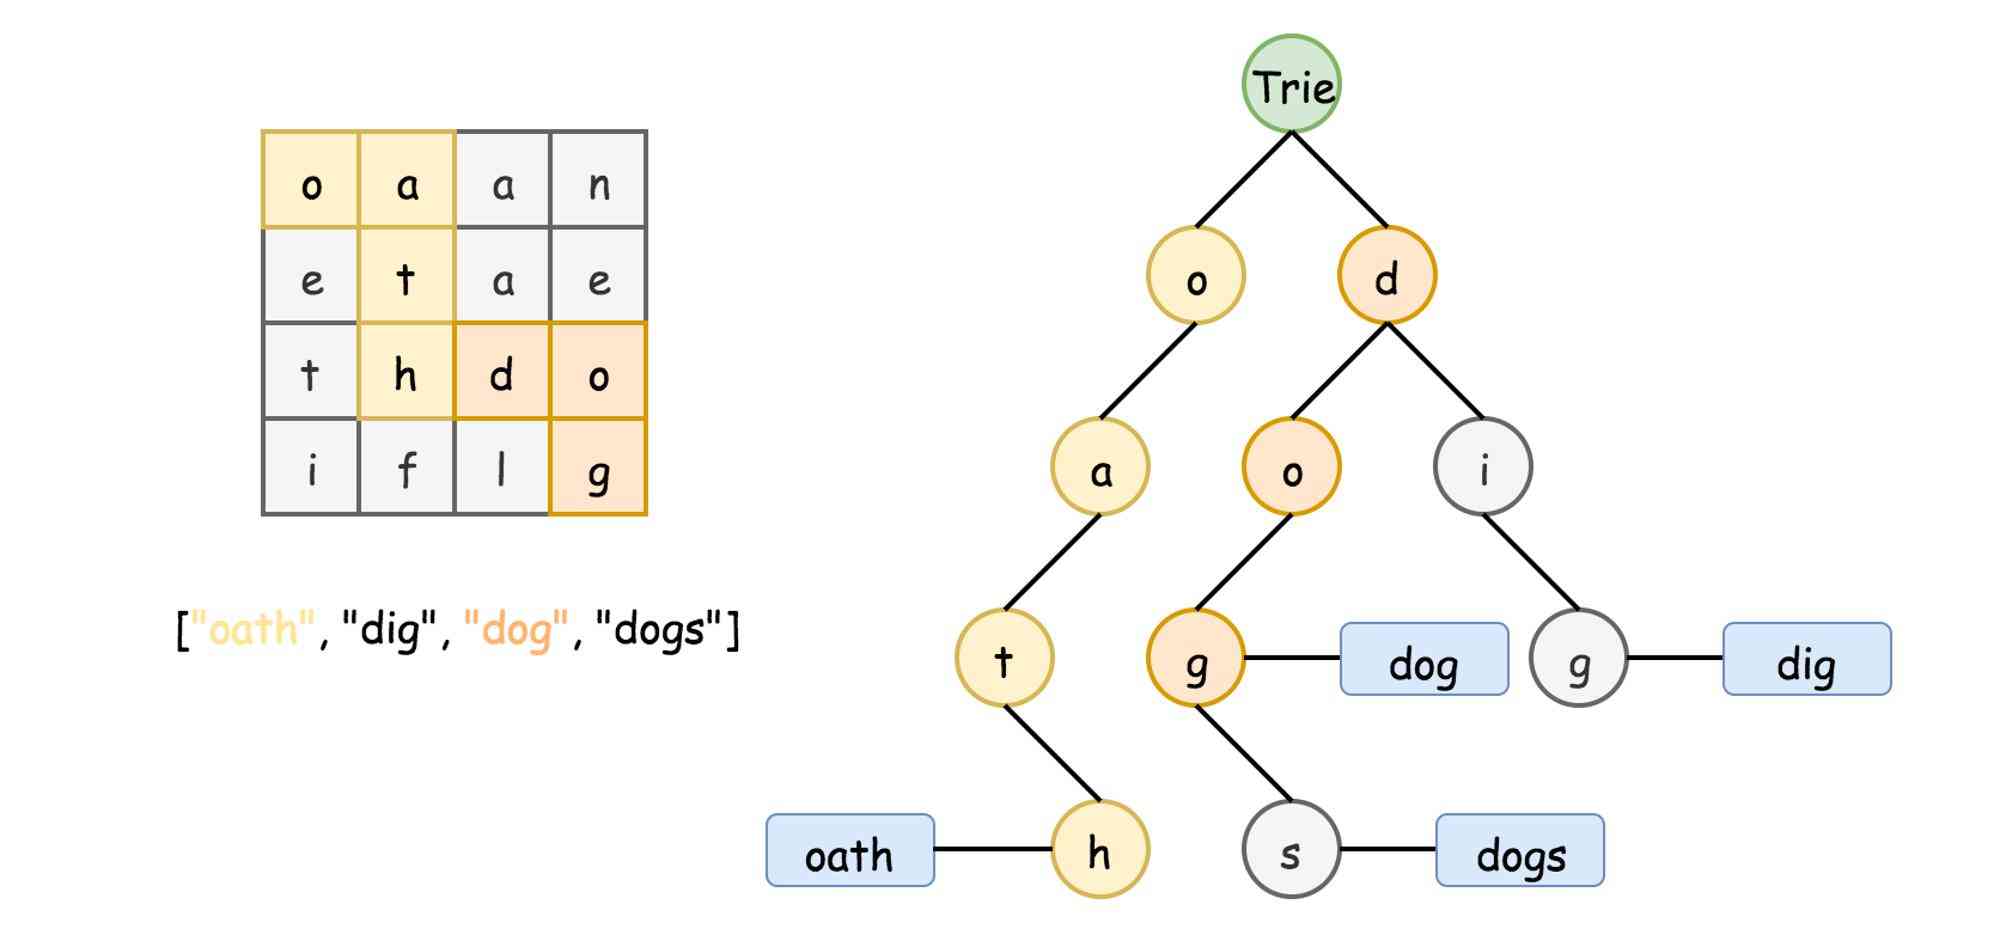 Trie
o a a n
e t a e
t h d o
i f l g
["oath", "dig", "dog", "dogs"]
o d
a o i
t g dog g dig
oath h s dogs